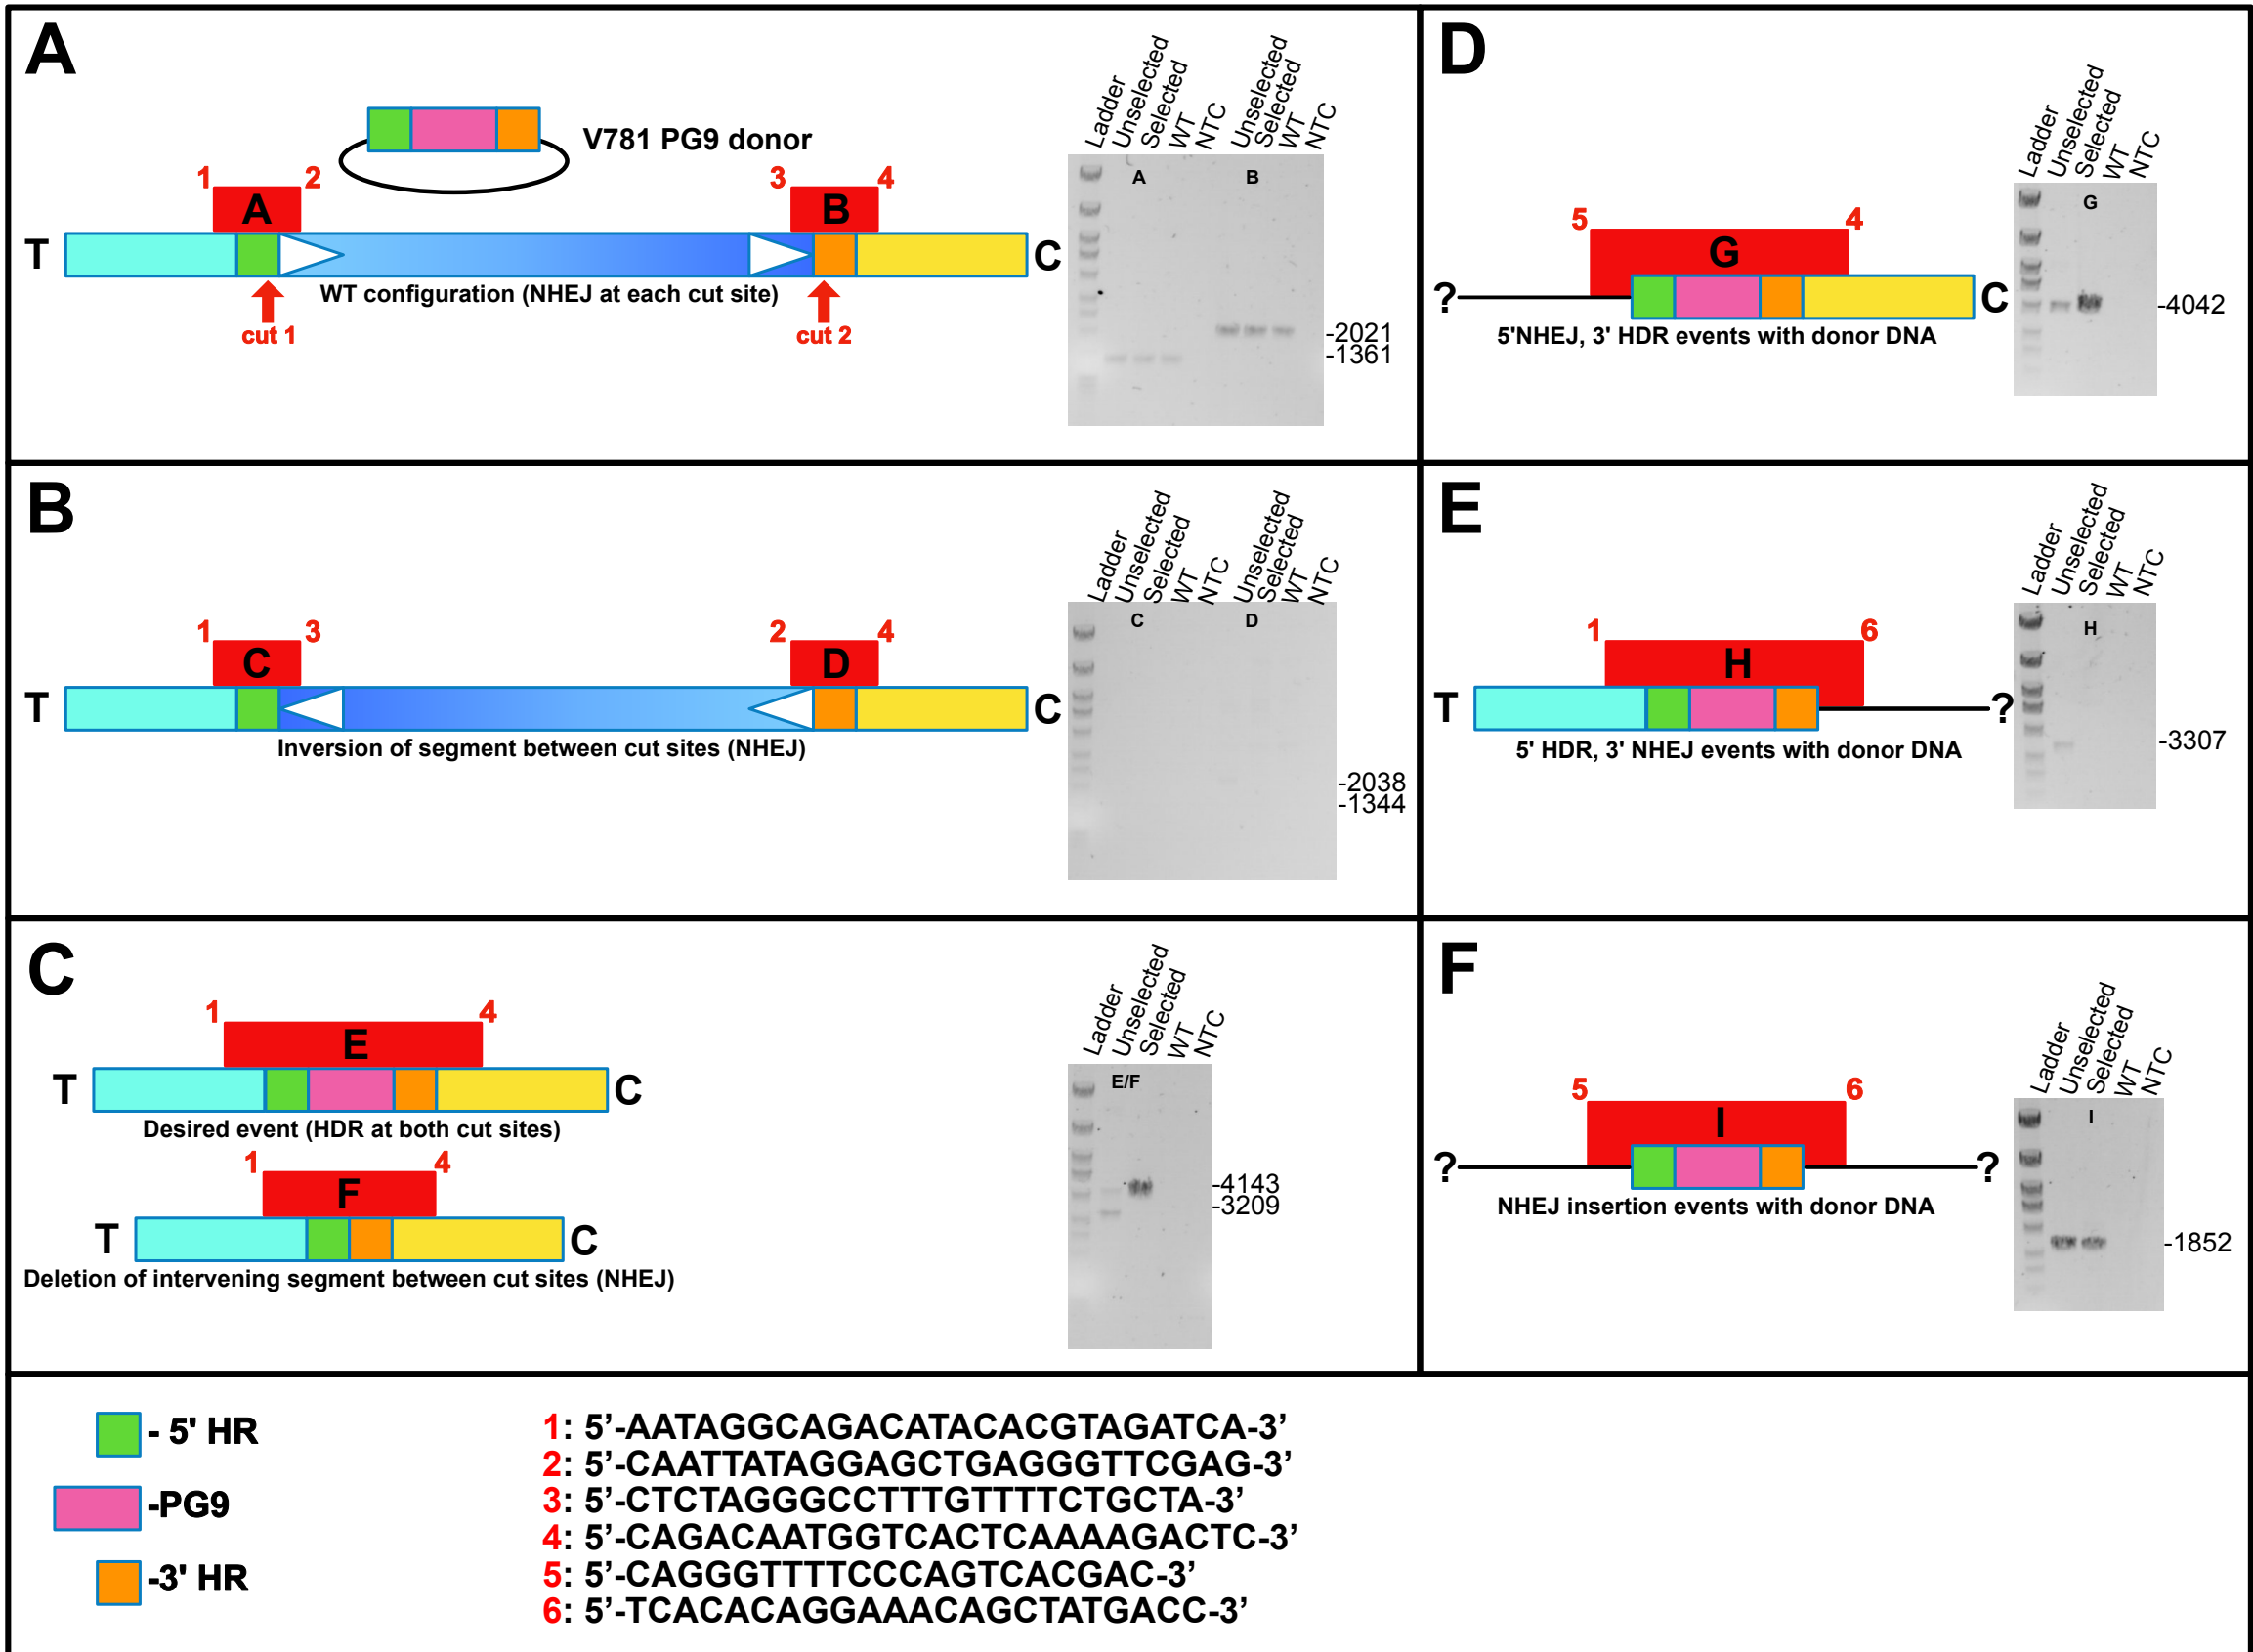 A
V781 PG9 donor
1 2 3 4
A B
T C
WT configuration (NHEJ at each cut site)
cut 1 cut 2
Ladder Unselected Selected WT NTC Unselected Selected WT NTC
A B
-2021
-1361
B
1 3 2 4
C D
T C
Inversion of segment between cut sites (NHEJ)
Ladder Unselected Selected WT NTC Unselected Selected WT NTC
C D
-2038
-1344
C
1 4
E
T C
Desired event (HDR at both cut sites)
1 4
F
T C
Deletion of intervening segment between cut sites (NHEJ)
Ladder Unselected Selected WT NTC
E/F
-4143
-3209
D
5 4
G
? C
5'NHEJ, 3' HDR events with donor DNA
Ladder Unselected Selected WT NTC
G
-4042
E
1 6
H
T ?
5' HDR, 3' NHEJ events with donor DNA
Ladder Unselected Selected WT NTC
H
-3307
F
5 6
I
? ?
NHEJ insertion events with donor DNA
Ladder Unselected Selected WT NTC
I
-1852
- 5' HR
-PG9
-3' HR
1: 5’-AATAGGCAGACATACACGTAGATCA-3’
2: 5’-CAATTATAGGAGCTGAGGGTTCGAG-3’
3: 5’-CTCTAGGGCCTTTGTTTTCTGCTA-3’
4: 5’-CAGACAATGGTCACTCAAAAGACTC-3’
5: 5’-CAGGGTTTTCCCAGTCACGAC-3’
6: 5’-TCACACAGGAAACAGCTATGACC-3’